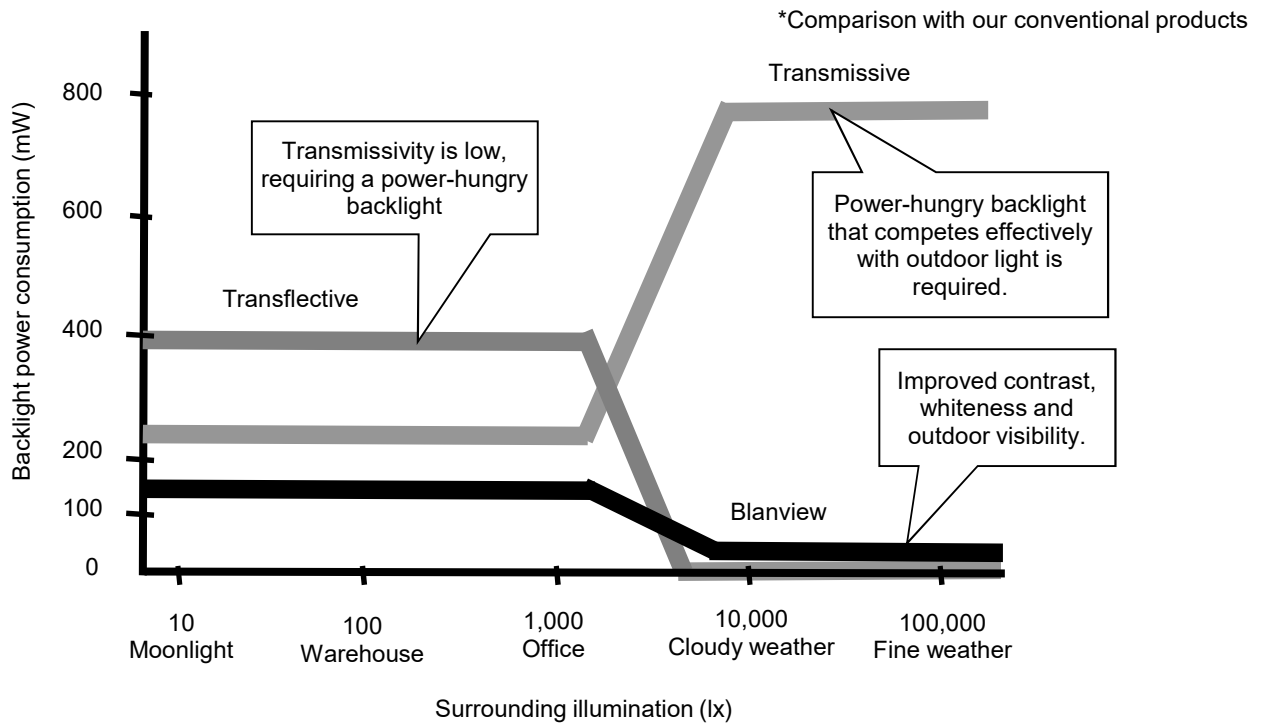 *Comparison with our conventional products
Transmissive
800
Transmissivity is low,
requiring a power-hungry
backlight
Power-hungry backlight
that competes effectively
with outdoor light is
required.
600
Backlight power consumption (mW)
Transflective
400
Improved contrast,
whiteness and
outdoor visibility.
200
100
Blanview
0
10
Moonlight
100
Warehouse
1,000
Office
10,000
Cloudy weather
100,000
Fine weather
Surrounding illumination (lx)